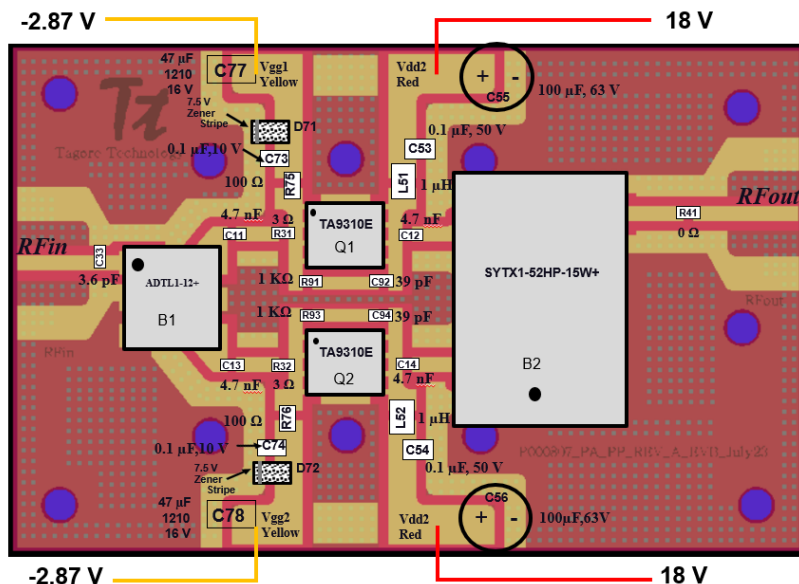 -2.87 V
18 V
47 µF
1210
16 V
C77
Vgg1
Yellow
Vdd2
Red
+ -
C55
100 µF, 63 V
7.5 V
Zener
Stripe
D71
Tt
Tagore Technology
0.1 µF,10 V
C73
0.1 µF, 50 V
C53
100 Ω
R75
L51
1 µH
4.7 nF
3 Ω
C11
R31
TA9310E
Q1
4.7 nF
C12
RFin
C33
3.6 pF
ADTL1-12+
B1
1 KΩ
R91
C92
39 pF
SYTX1-52HP-15W+
B2
RFout
R41
0 Ω
RFout
1 KΩ
R93
C94
39 pF
RFin
C13
R32
TA9310E
Q2
C14
4.7 nF
3 Ω
4.7 nF
100 Ω
R76
L52
1 µH
0.1 µF,10 V
C74
C54
0.1 µF, 50 V
P000807_PA_PP_RRV_A_RVD_July23
7.5 V
Zener
Stripe
D72
47 µF
1210
16 V
C78
Vgg2
Yellow
Vdd2
Red
C56
+ -
100µF,63V
-2.87 V
18 V